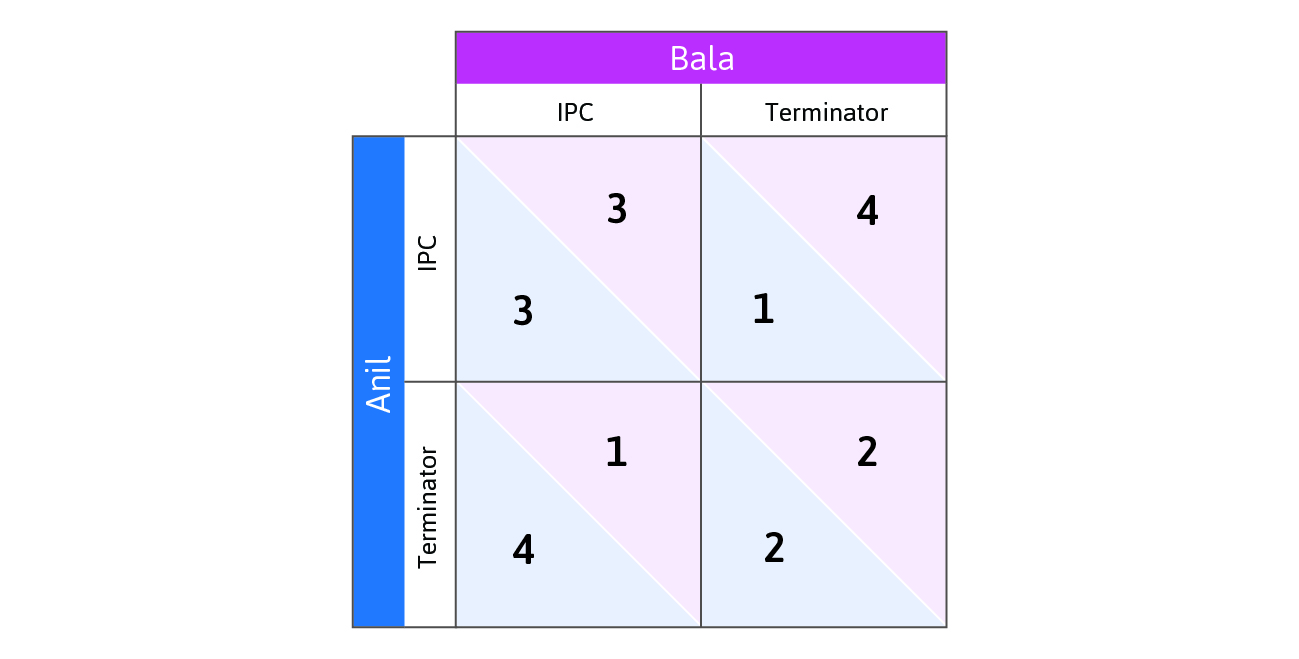 Bala
IPC Terminator
Anil
IPC
3 3
1 4
Terminator
4 1
2 2